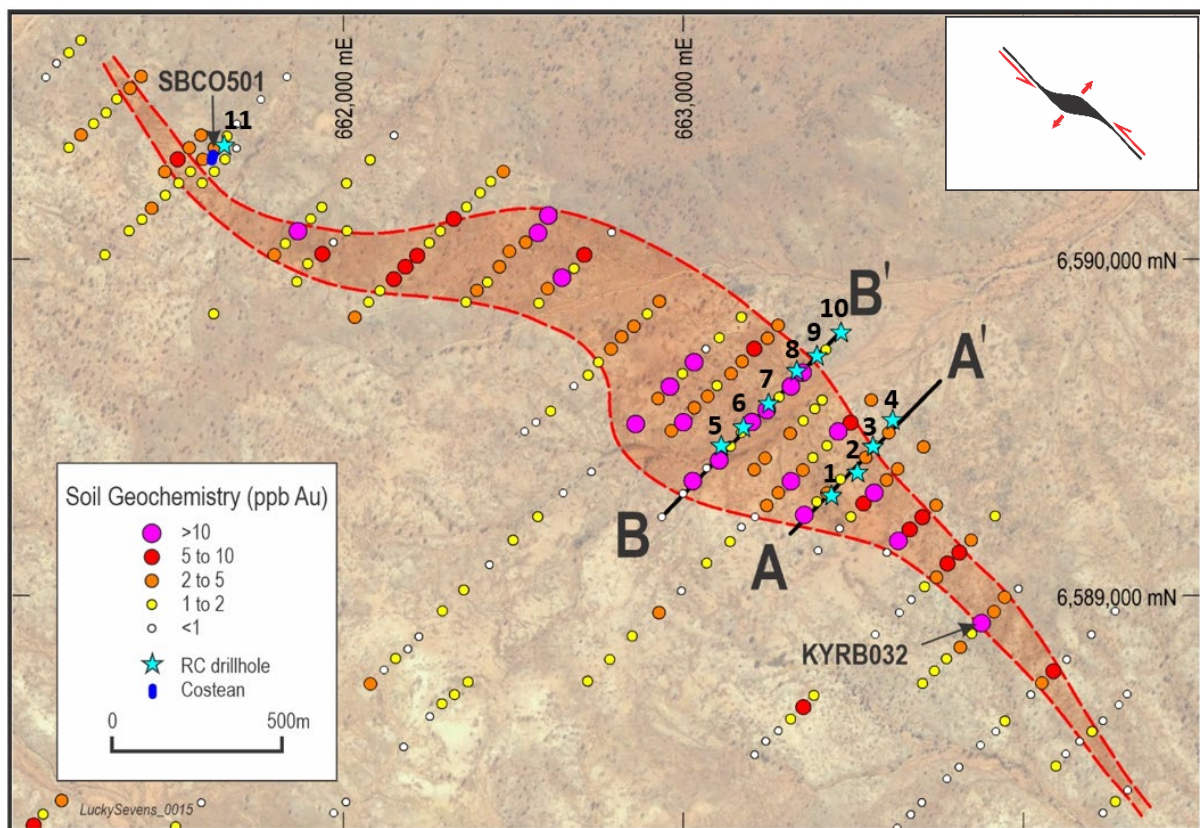 662,000 mE
663,000 mE
SBCO501
11
6,590,000 mN
B'
10
9
8
A'
7
4
6
3
5
2
1
B
A
6,589,000 mN
KYRB032
Soil Geochemistry (ppb Au)
>10
5 to 10
2 to 5
1 to 2
<1
RC drillhole
Costean
0 500m
LuckySevens_0015